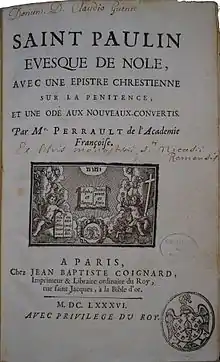 Donum D. Claudii
SAINT PAULIN
EVESQUE DE NOLE,
AVEC UNE EPISTRE CHRESTIENNE
SUR LA PENITENCE,
ET UNE ODE AUX NOUVEAUX-CONVERTIS.
Par Mr PERRAULT de l'Academie
Françoise.
A PARIS,
Chez JEAN BAPTISTE COIGNARD,
Imprimeur & Libraire ordinaire du Roy,
rue saint Jacques, à la Bible d'or.
M. DC. LXXXVI.
AVEC PRIVILEGE DU ROY.